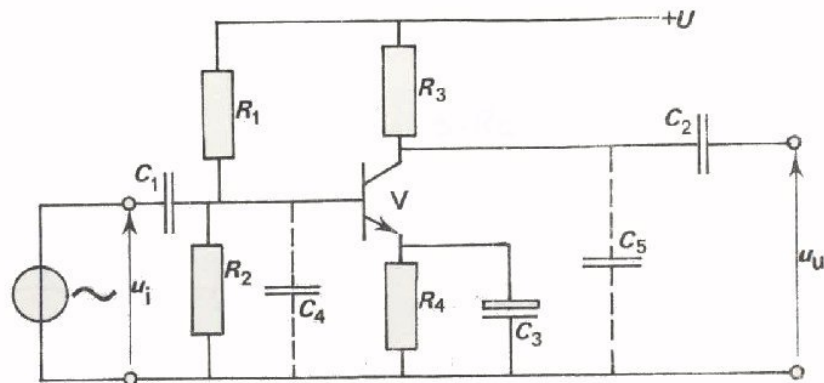 +U
R₁
R₃
C₂
C₁
V
R₂
C₄
R₄
C₃
C₅
uᵢ
uᵤ